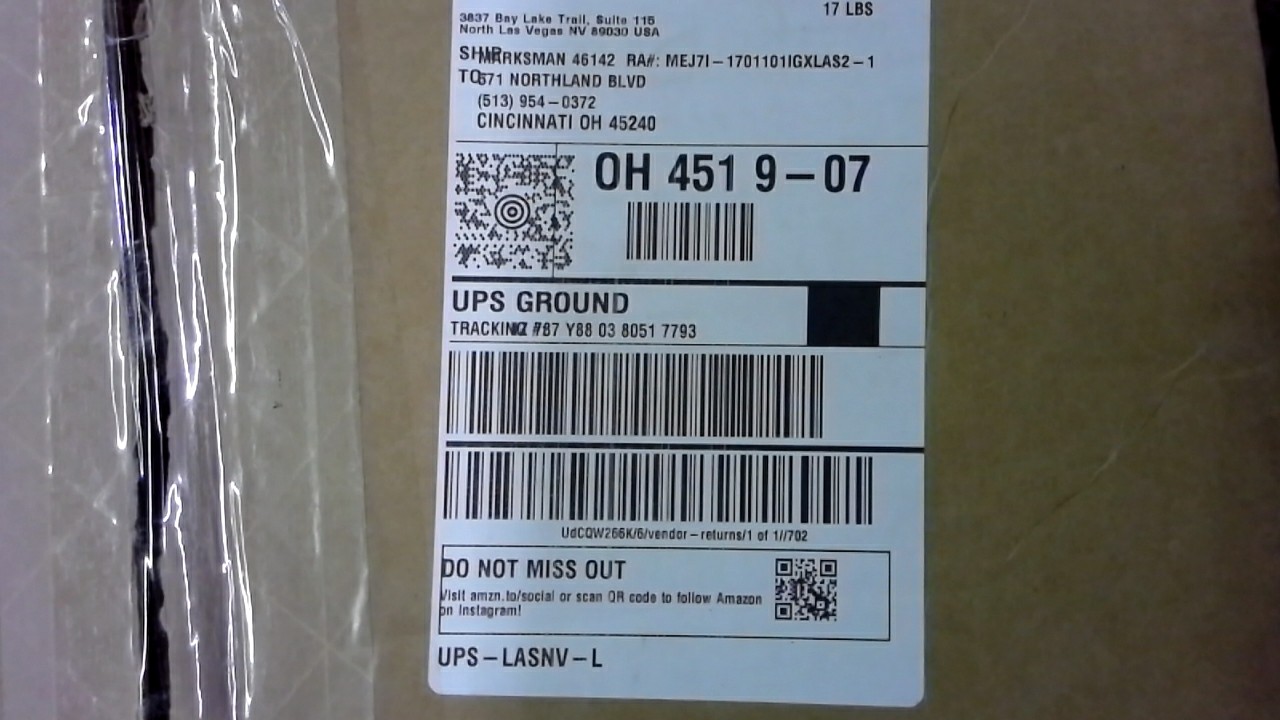 17 LBS
3837 Bay Lake Trail, Suite 115
North Las Vegas NV 89030 USA
SHIP
MARKSMAN 46142 RA#: MEJ7I-1701101IGXLAS2-1
TO
671 NORTHLAND BLVD
(513) 954-0372
CINCINNATI OH 45240
OH 451 9-07
UPS GROUND
TRACKING #: 87 Y88 03 8051 7793
UdCQW266K/6/vendor-returns/1 of 1//702
DO NOT MISS OUT
Visit amzn.to/social or scan QR code to follow Amazon
on Instagram!
UPS-LASNV-L